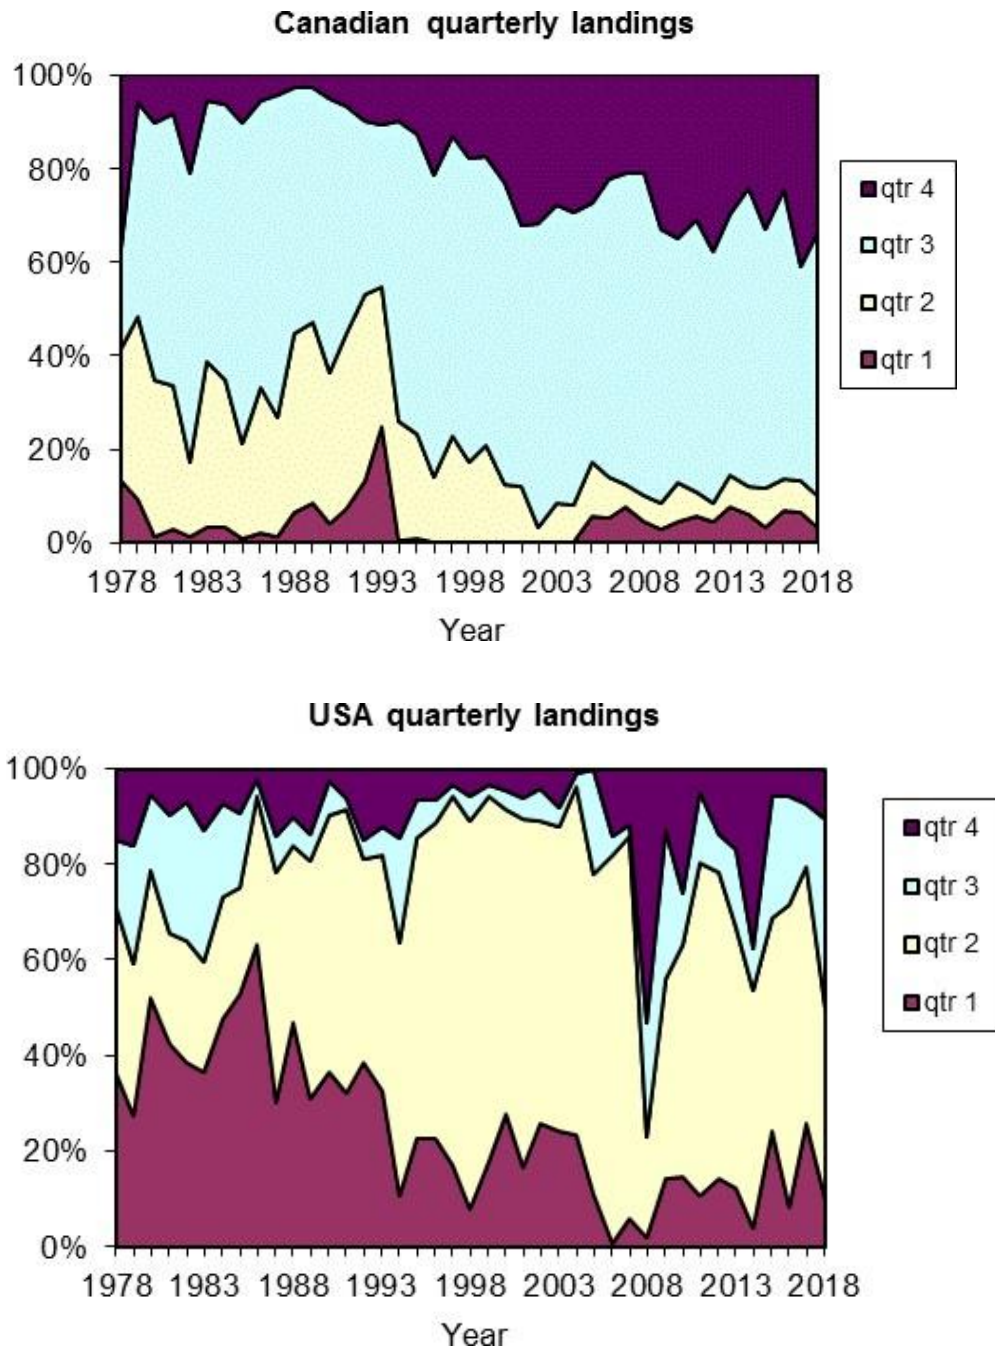 Canadian quarterly landings
100%
80%
60%
40%
20%
0%
1978 1983 1988 1993 1998 2003 2008 2013 2018
Year
qtr 4
qtr 3
qtr 2
qtr 1
USA quarterly landings
100%
80%
60%
40%
20%
0%
1978 1983 1988 1993 1998 2003 2008 2013 2018
Year
qtr 4
qtr 3
qtr 2
qtr 1